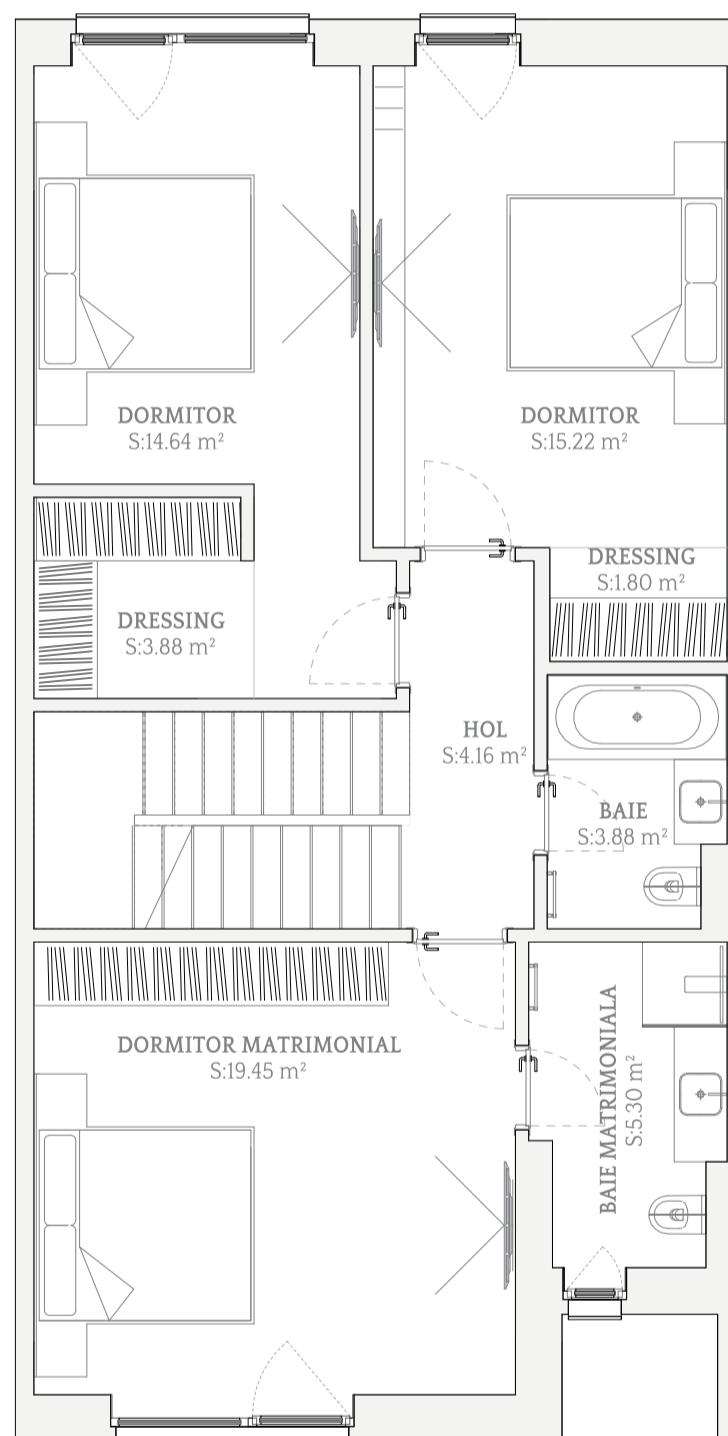 DORMITOR
S:14.64 m²
DORMITOR
S:15.22 m²
DRESSING
S:1.80 m²
DRESSING
S:3.88 m²
HOL
S:4.16 m²
BAIE
S:3.88 m²
DORMITOR MATRIMONIAL
S:19.45 m²
BAIE MATRIMONIALA
S:5.30 m²